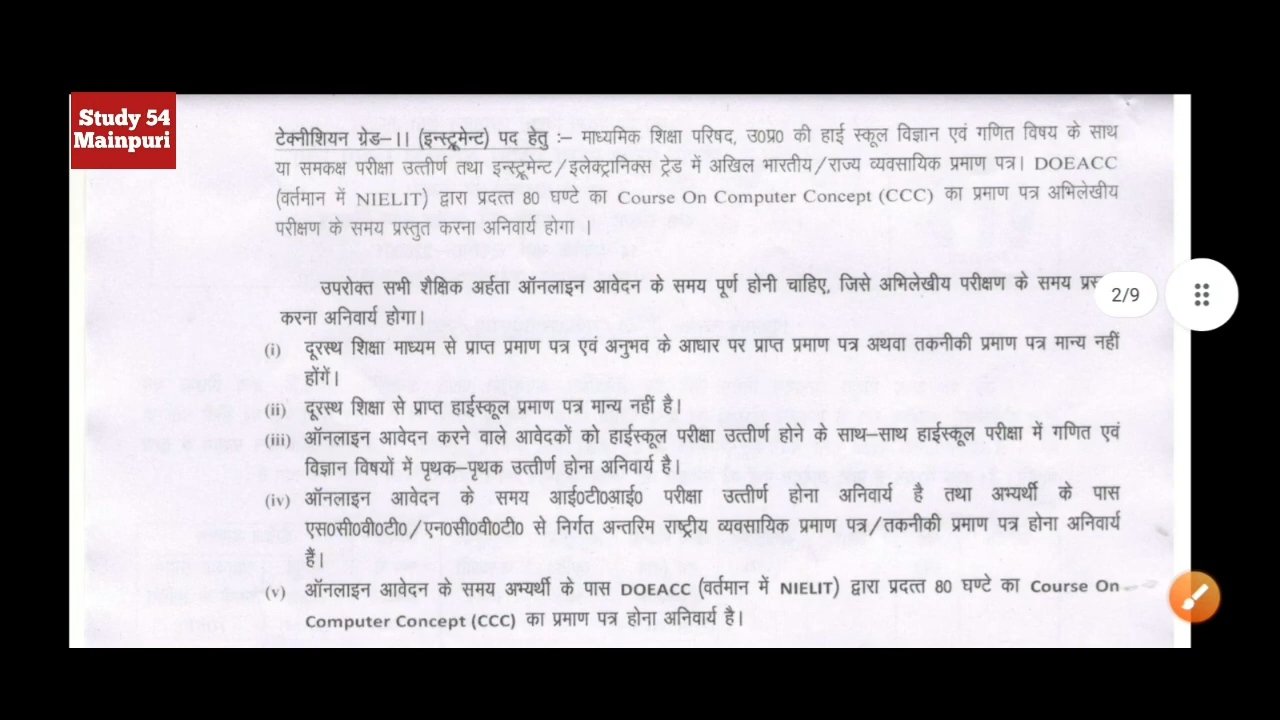 Study 54
Mainpuri
टेक्नीशियन ग्रेड–।। (इन्स्ट्रूमेन्ट) पद हेतु :– माध्यमिक शिक्षा परिषद, उ0प्र0 की हाई स्कूल विज्ञान एवं गणित विषय के साथ
या समकक्ष परीक्षा उत्तीर्ण तथा इन्स्ट्रूमेन्ट/इलेक्ट्रानिक्स ट्रेड में अखिल भारतीय/राज्य व्यवसायिक प्रमाण पत्र। DOEACC
(वर्तमान में NIELIT) द्वारा प्रदत्त 80 घण्टे का Course On Computer Concept (CCC) का प्रमाण पत्र अभिलेखीय
परीक्षण के समय प्रस्तुत करना अनिवार्य होगा ।
उपरोक्त सभी शैक्षिक अर्हता ऑनलाइन आवेदन के समय पूर्ण होनी चाहिए, जिसे अभिलेखीय परीक्षण के समय
2/9
करना अनिवार्य होगा।
(i) दूरस्थ शिक्षा माध्यम से प्राप्त प्रमाण पत्र एवं अनुभव के आधार पर प्राप्त प्रमाण पत्र अथवा तकनीकी प्रमाण पत्र मान्य नहीं
होंगें।
(ii) दूरस्थ शिक्षा से प्राप्त हाईस्कूल प्रमाण पत्र मान्य नहीं है।
(iii) ऑनलाइन आवेदन करने वाले आवेदकों को हाईस्कूल परीक्षा उत्तीर्ण होने के साथ–साथ हाईस्कूल परीक्षा में गणित एवं
विज्ञान विषयों में पृथक–पृथक उत्तीर्ण होना अनिवार्य है।
(iv) ऑनलाइन आवेदन के समय आई0टी0आई0 परीक्षा उत्तीर्ण होना अनिवार्य है तथा अभ्यर्थी के पास
एस0सी0वी0टी0/एन0सी0वी0टी0 से निर्गत अन्तरिम राष्ट्रीय व्यवसायिक प्रमाण पत्र/तकनीकी प्रमाण पत्र होना अनिवार्य
हैं।
(v) ऑनलाइन आवेदन के समय अभ्यर्थी के पास DOEACC (वर्तमान में NIELIT) द्वारा प्रदत्त 80 घण्टे का Course On
Computer Concept (CCC) का प्रमाण पत्र होना अनिवार्य है।